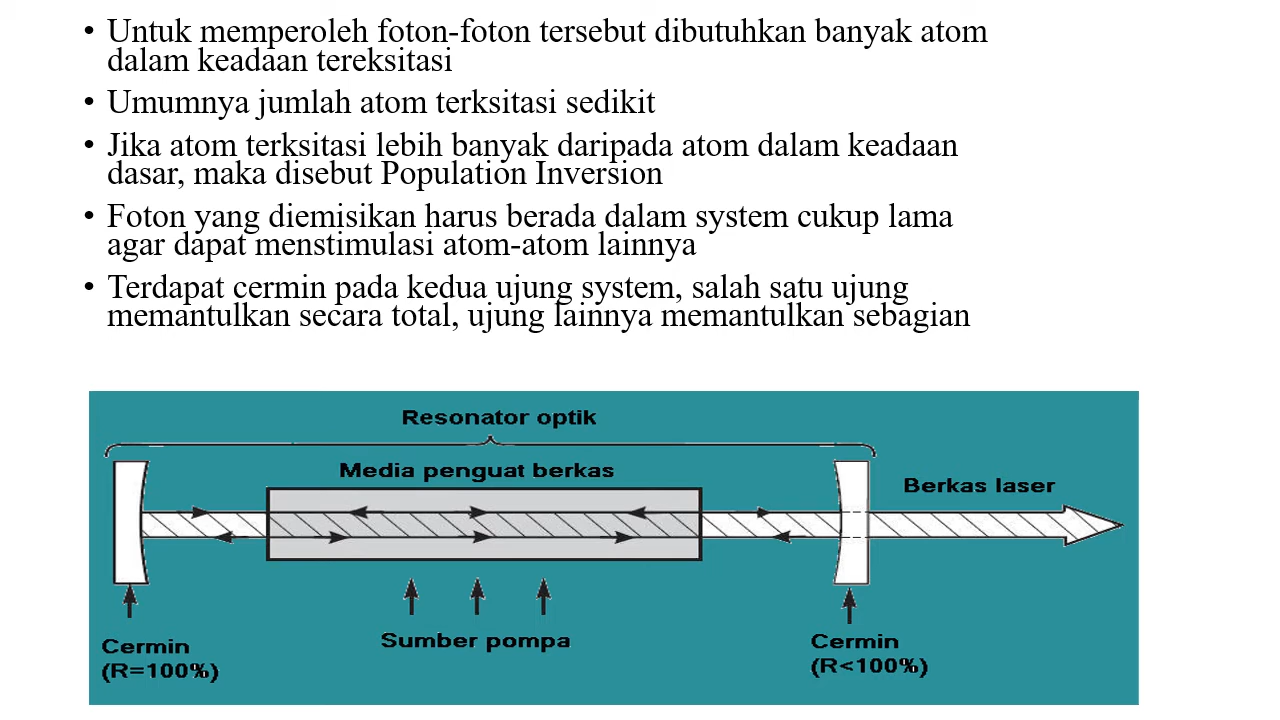 • Untuk memperoleh foton-foton tersebut dibutuhkan banyak atom
dalam keadaan tereksitasi
• Umumnya jumlah atom terksitasi sedikit
• Jika atom terksitasi lebih banyak daripada atom dalam keadaan
dasar, maka disebut Population Inversion
• Foton yang diemisikan harus berada dalam system cukup lama
agar dapat menstimulasi atom-atom lainnya
• Terdapat cermin pada kedua ujung system, salah satu ujung
memantulkan secara total, ujung lainnya memantulkan sebagian
Resonator optik
Media penguat berkas
Berkas laser
Sumber pompa
Cermin
(R=100%)
Cermin
(R<100%)